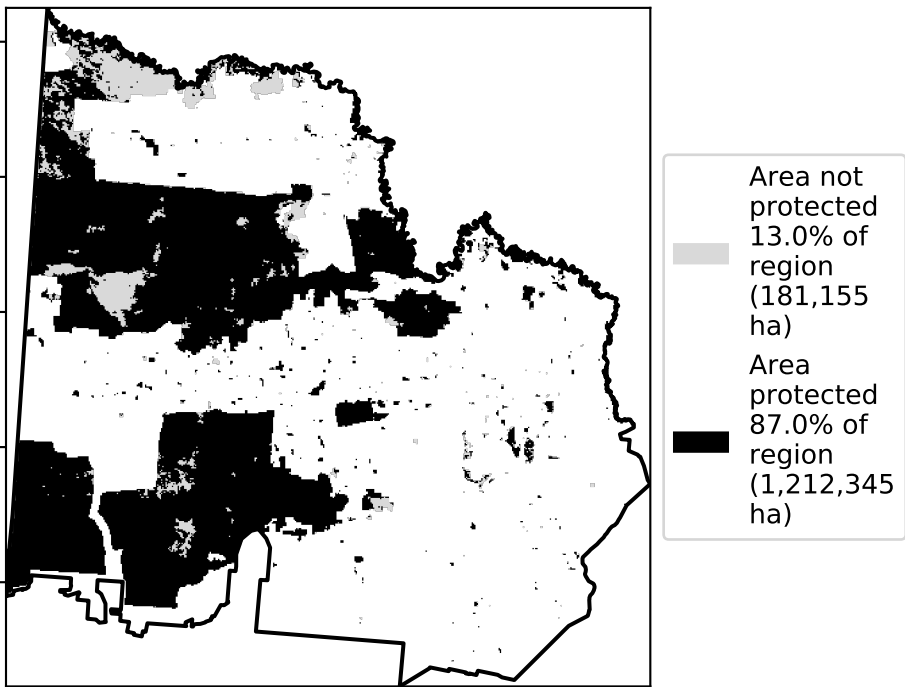 Area not
protected
13.0% of
region
(181,155
ha)
Area
protected
87.0% of
region
(1,212,345
ha)